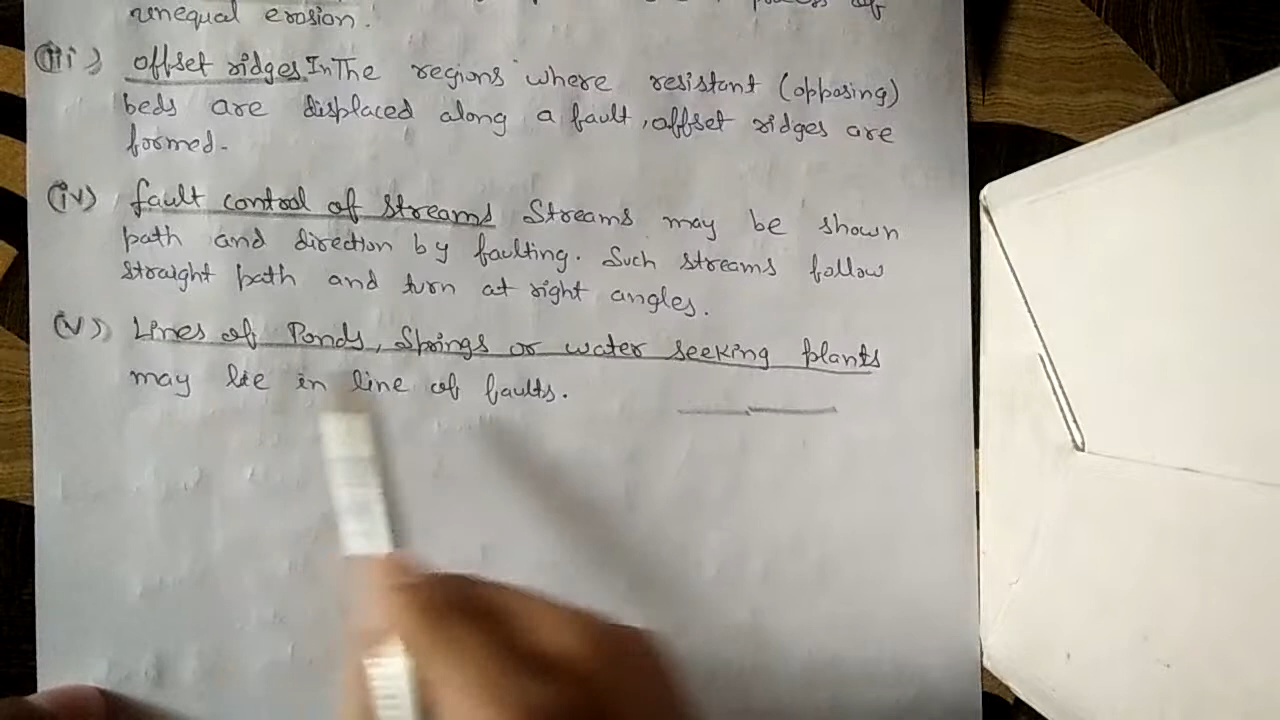 unequal erosion.
(iii) offset ridges In The regions where resistant (opposing)
beds are displaced along a fault, offset ridges are
formed-
(iv) fault control of streams Streams may be shown
path and direction by faulting. Such streams follow
straight path and turn at right angles.
(v) Lines of Ponds, Springs or water seeking plants
may lie in line of faults.